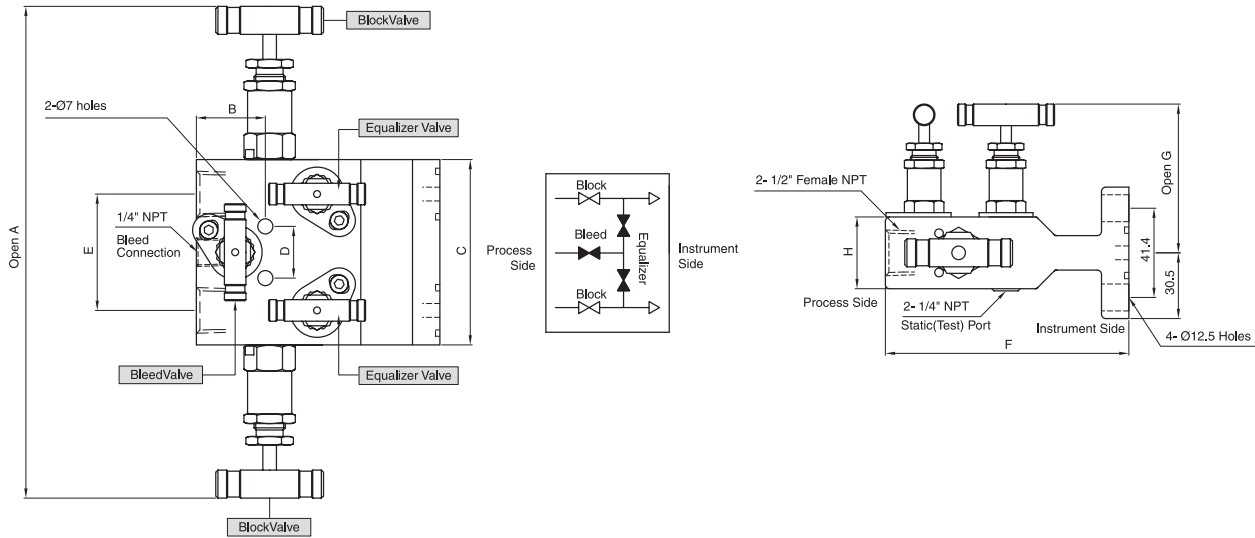 BlockValve
2-Ø7 holes
B
Equalizer Valve
Open A
E
1/4" NPT
Bleed
Connection
D
C
BleedValve
Equalizer Valve
BlockValve
Block
Bleed
Process
Side
Equalizer
Instrument
Side
Block
2- 1/2" Female NPT
Open G
H
41.4
30.5
Process Side
2- 1/4" NPT
Static(Test) Port
Instrument Side
4- Ø12.5 Holes
F